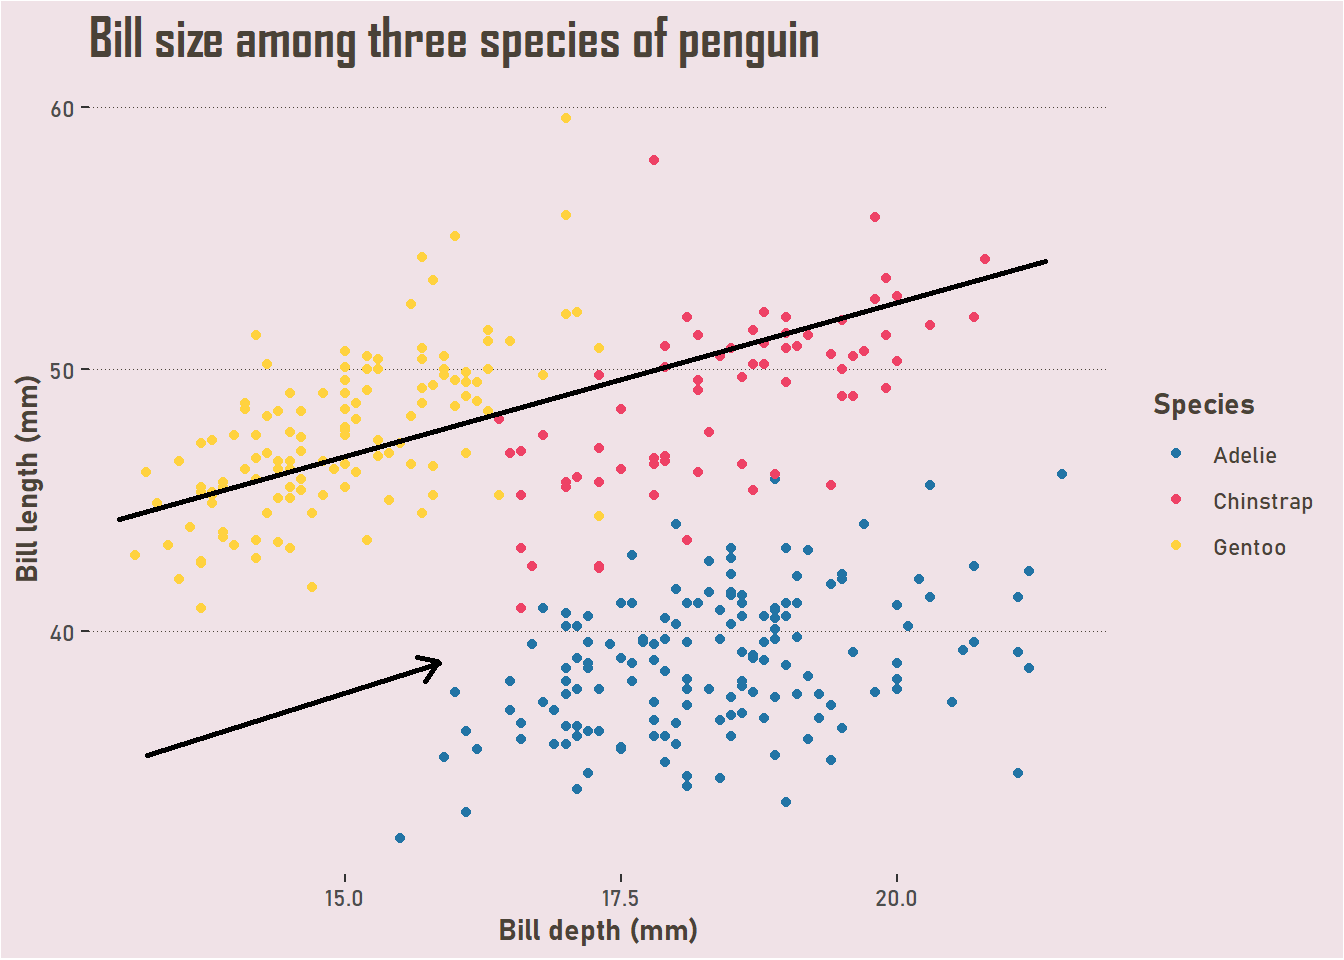 Bill size among three species of penguin
60
50
40
Bill length (mm)
15.0 17.5 20.0
Bill depth (mm)
Species
Adelie
Chinstrap
Gentoo